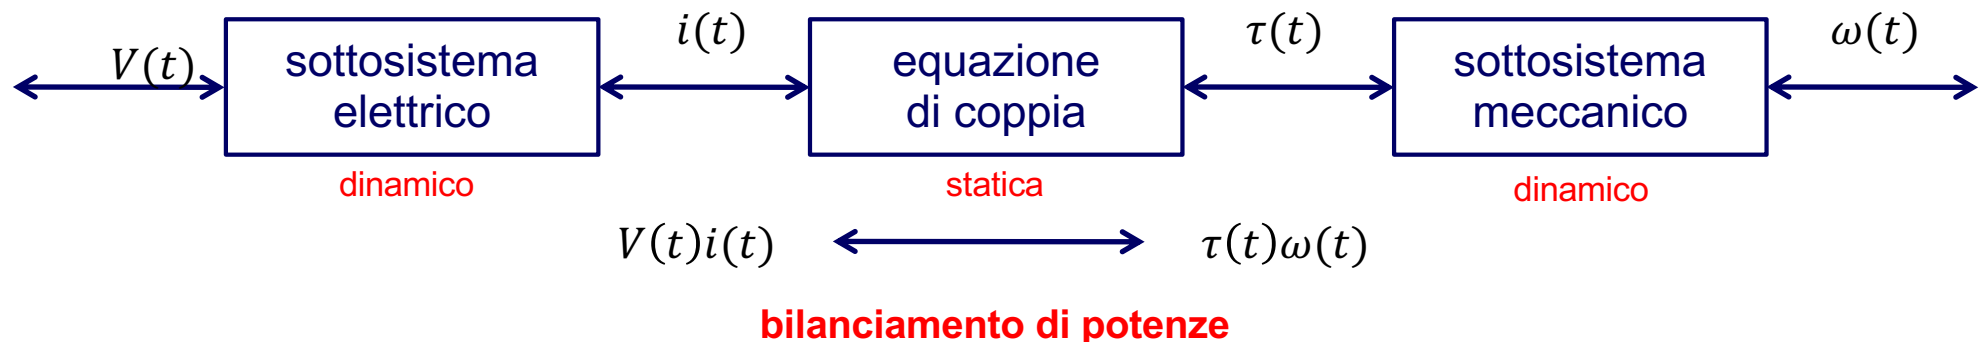 V(t)
sottosistema
elettrico
i(t)
equazione
di coppia
τ(t)
sottosistema
meccanico
ω(t)
dinamico
statica
dinamico
V(t)i(t)
τ(t)ω(t)
bilanciamento di potenze